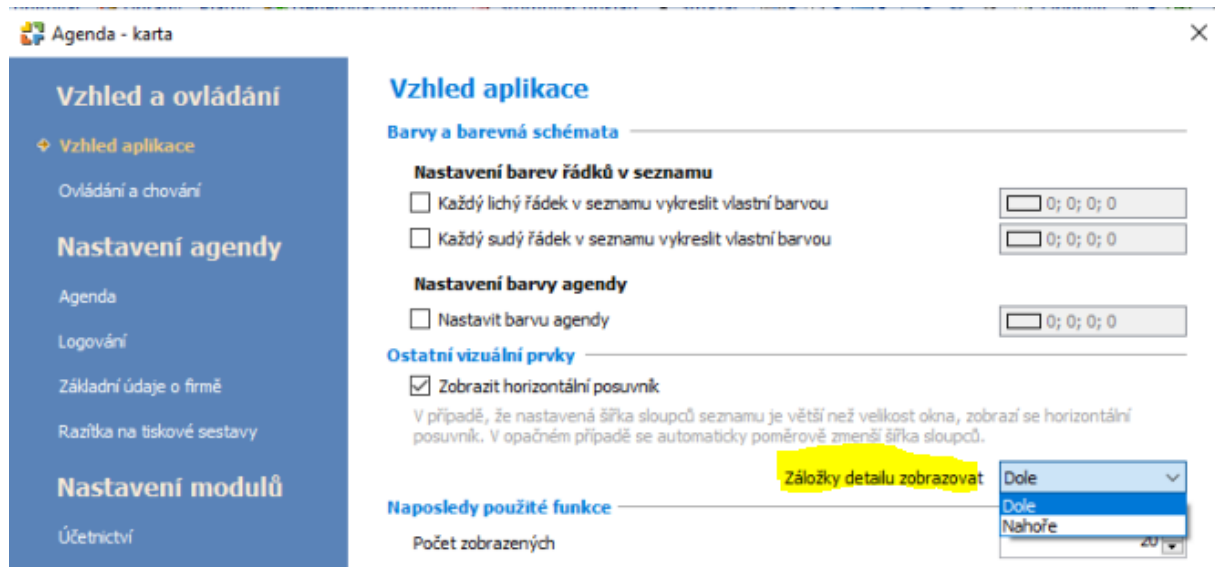 Agenda - karta
Vzhled a ovládání
Vzhled aplikace
Ovládání a chování
Nastavení agendy
Agenda
Logování
Základní údaje o firmě
Razítka na tiskové sestavy
Nastavení modulů
Účetnictví
Vzhled aplikace
Barvy a barevná schémata
Nastavení barev řádků v seznamu
Každý lichý řádek v seznamu vykreslit vlastní barvou 0; 0; 0; 0
Každý sudý řádek v seznamu vykreslit vlastní barvou 0; 0; 0; 0
Nastavení barvy agendy
Nastavit barvu agendy 0; 0; 0; 0
Ostatní vizuální prvky
Zobrazit horizontální posuvník
V případě, že nastavená šířka sloupců seznamu je větší než velikost okna, zobrazí se horizontální
posuvník. V opačném případě se automaticky poměrově zmenší šířka sloupců.
Záložky detailu zobrazovat Dole
Dole
Nahoře
Naposledy použité funkce
Počet zobrazených 20